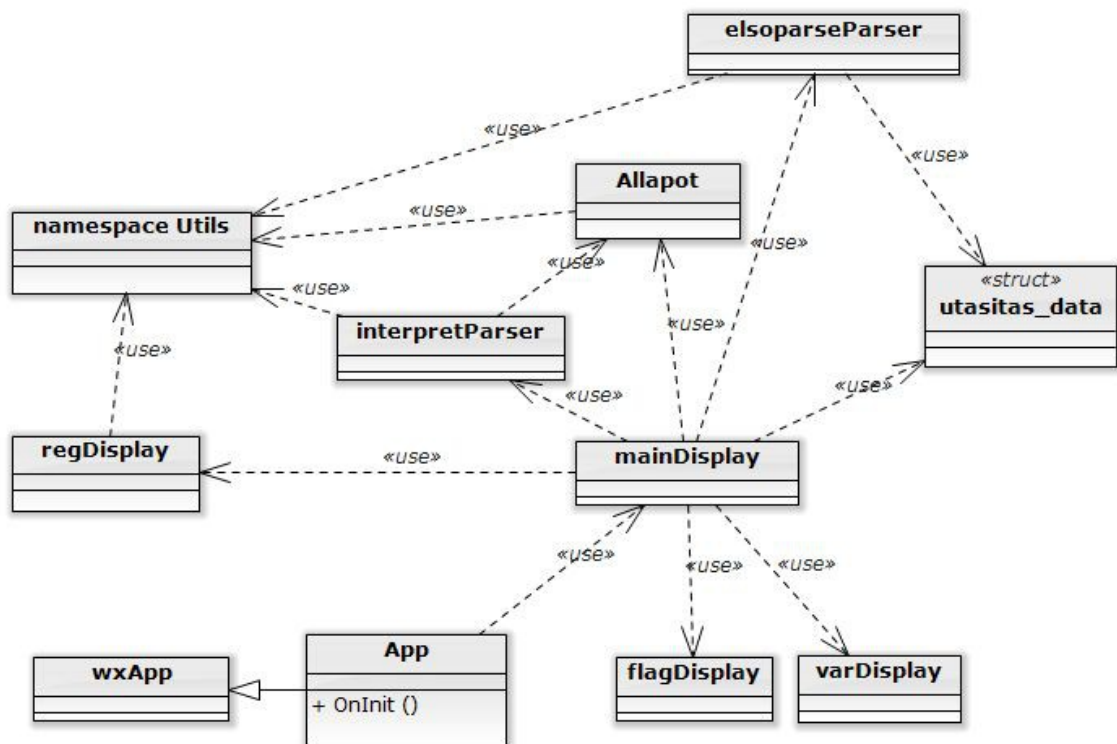 elsoparseParser
«use»
«use»
Allapot
«use»
namespace Utils
«use»
«use»
«struct»
utasitas_data
«use»
interpretParser
«use»
«use»
«use»
«use»
regDisplay
mainDisplay
«use»
«use»
«use»
«use»
App
wxApp
flagDisplay
varDisplay
+ OnInit ()